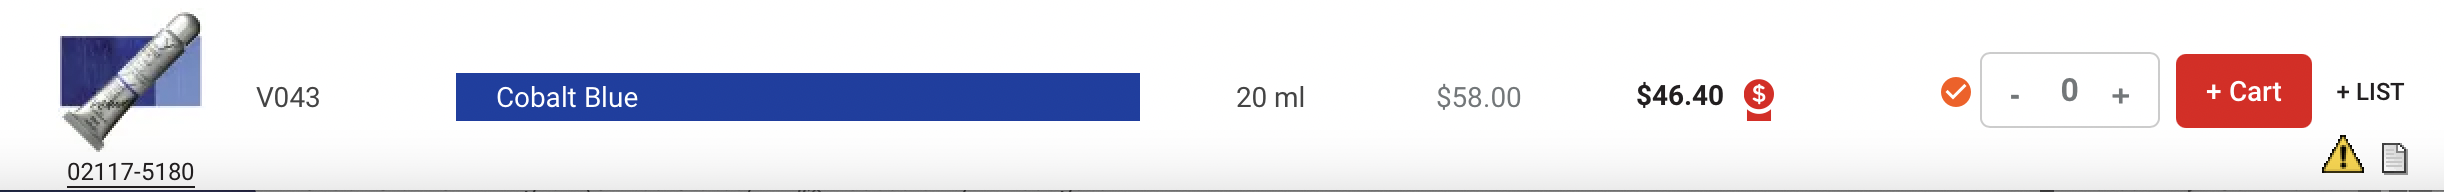 V043
Cobalt Blue
20 ml
$58.00
$46.40
$
- 0 +
+ Cart
+ LIST
02117-5180